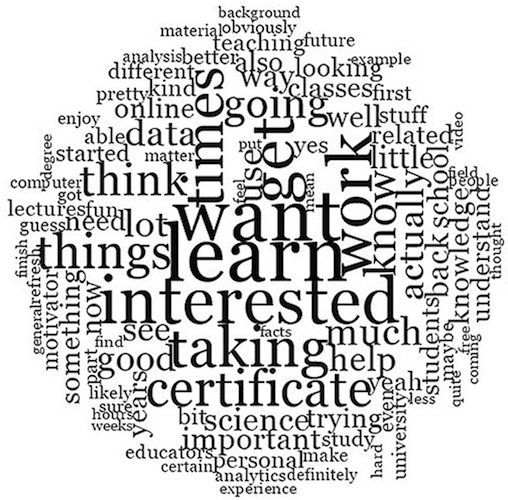 background
material obviously
teaching future
analysis better also example
different way looking
pretty kind classes first
online times going well stuff
enjoy data get related video
able put yes little
degree started matter use work school field
computer think feel mean know actually people
got want back knowledge understand
lectures fun need lot thought
guess things learn
finish refresh interested
general motivator something now taking much students maybe free coming
see facts
find good help quite
part certificate yeah less
likely years even
sure bit science trying university
hours important study hard
weeks
educators personal make
certain analytics definitely
experience